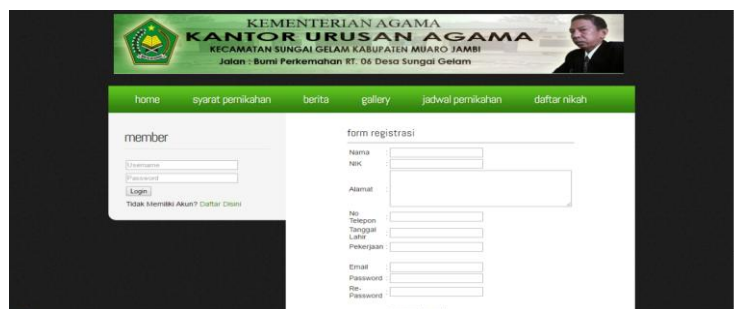 KEMENTERIAN AGAMA
KANTOR URUSAN AGAMA
KECAMATAN SUNGAI GELAM KABUPATEN MUARO JAMBI
Jalan : Bumi Perkemahan RT. 06 Desa Sungai Gelam
home syarat pernikahan berita gallery jadwal pernikahan daftar nikah
member
Username
Password
Login
Tidak Memiliki Akun? Daftar Disini
form registrasi
Nama :
NIK :
Alamat :
No
Telepon :
Tanggal
Lahir :
Pekerjaan :
Email :
Password :
Re-
Password :